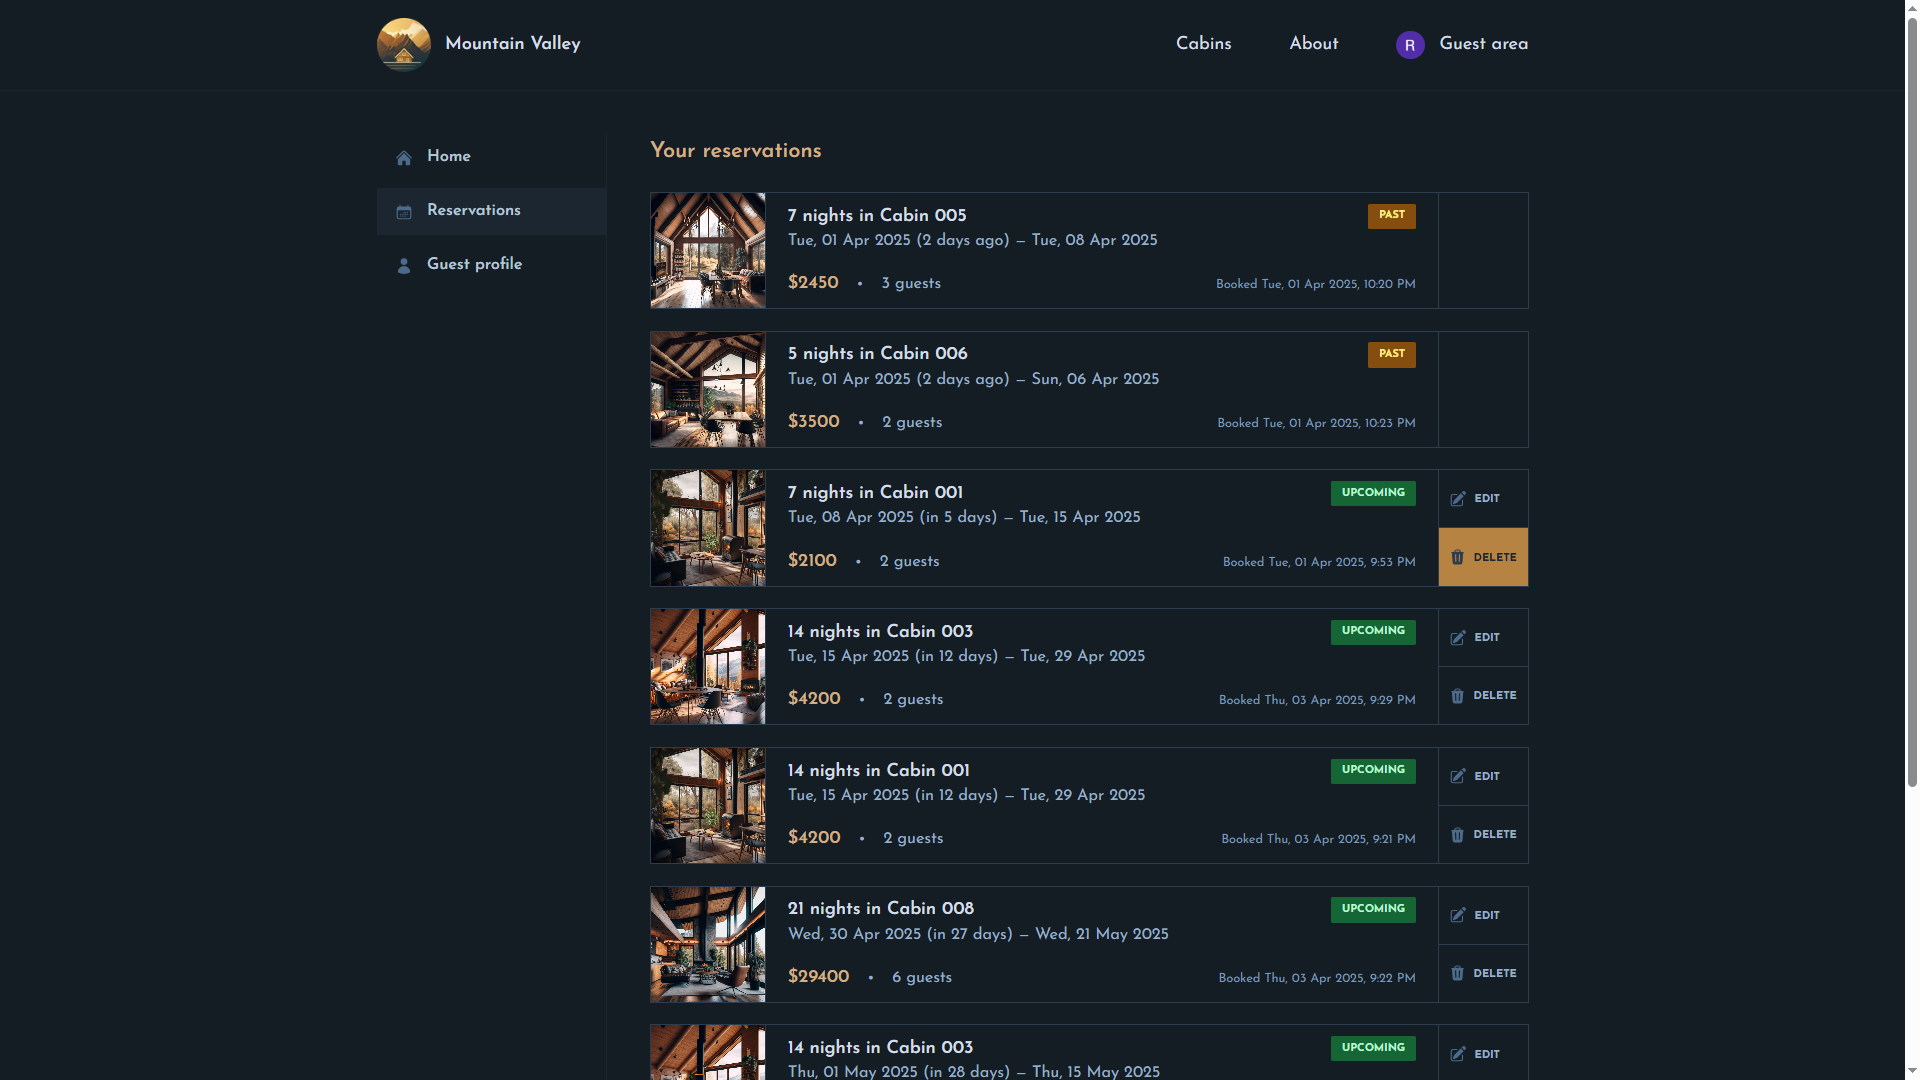 Mountain Valley
Cabins
About
R
Guest area
Home
Reservations
Guest profile
Your reservations
7 nights in Cabin 005
PAST
Tue, 01 Apr 2025 (2 days ago) — Tue, 08 Apr 2025
$2450 • 3 guests
Booked Tue, 01 Apr 2025, 10:20 PM
5 nights in Cabin 006
PAST
Tue, 01 Apr 2025 (2 days ago) — Sun, 06 Apr 2025
$3500 • 2 guests
Booked Tue, 01 Apr 2025, 10:23 PM
7 nights in Cabin 001
UPCOMING
Tue, 08 Apr 2025 (in 5 days) — Tue, 15 Apr 2025
$2100 • 2 guests
Booked Tue, 01 Apr 2025, 9:53 PM
EDIT
DELETE
14 nights in Cabin 003
UPCOMING
Tue, 15 Apr 2025 (in 12 days) — Tue, 29 Apr 2025
$4200 • 2 guests
Booked Thu, 03 Apr 2025, 9:29 PM
EDIT
DELETE
14 nights in Cabin 001
UPCOMING
Tue, 15 Apr 2025 (in 12 days) — Tue, 29 Apr 2025
$4200 • 2 guests
Booked Thu, 03 Apr 2025, 9:21 PM
EDIT
DELETE
21 nights in Cabin 008
UPCOMING
Wed, 30 Apr 2025 (in 27 days) — Wed, 21 May 2025
$29400 • 6 guests
Booked Thu, 03 Apr 2025, 9:22 PM
EDIT
DELETE
14 nights in Cabin 003
UPCOMING
Thu, 01 May 2025 (in 28 days) — Thu, 15 May 2025
EDIT